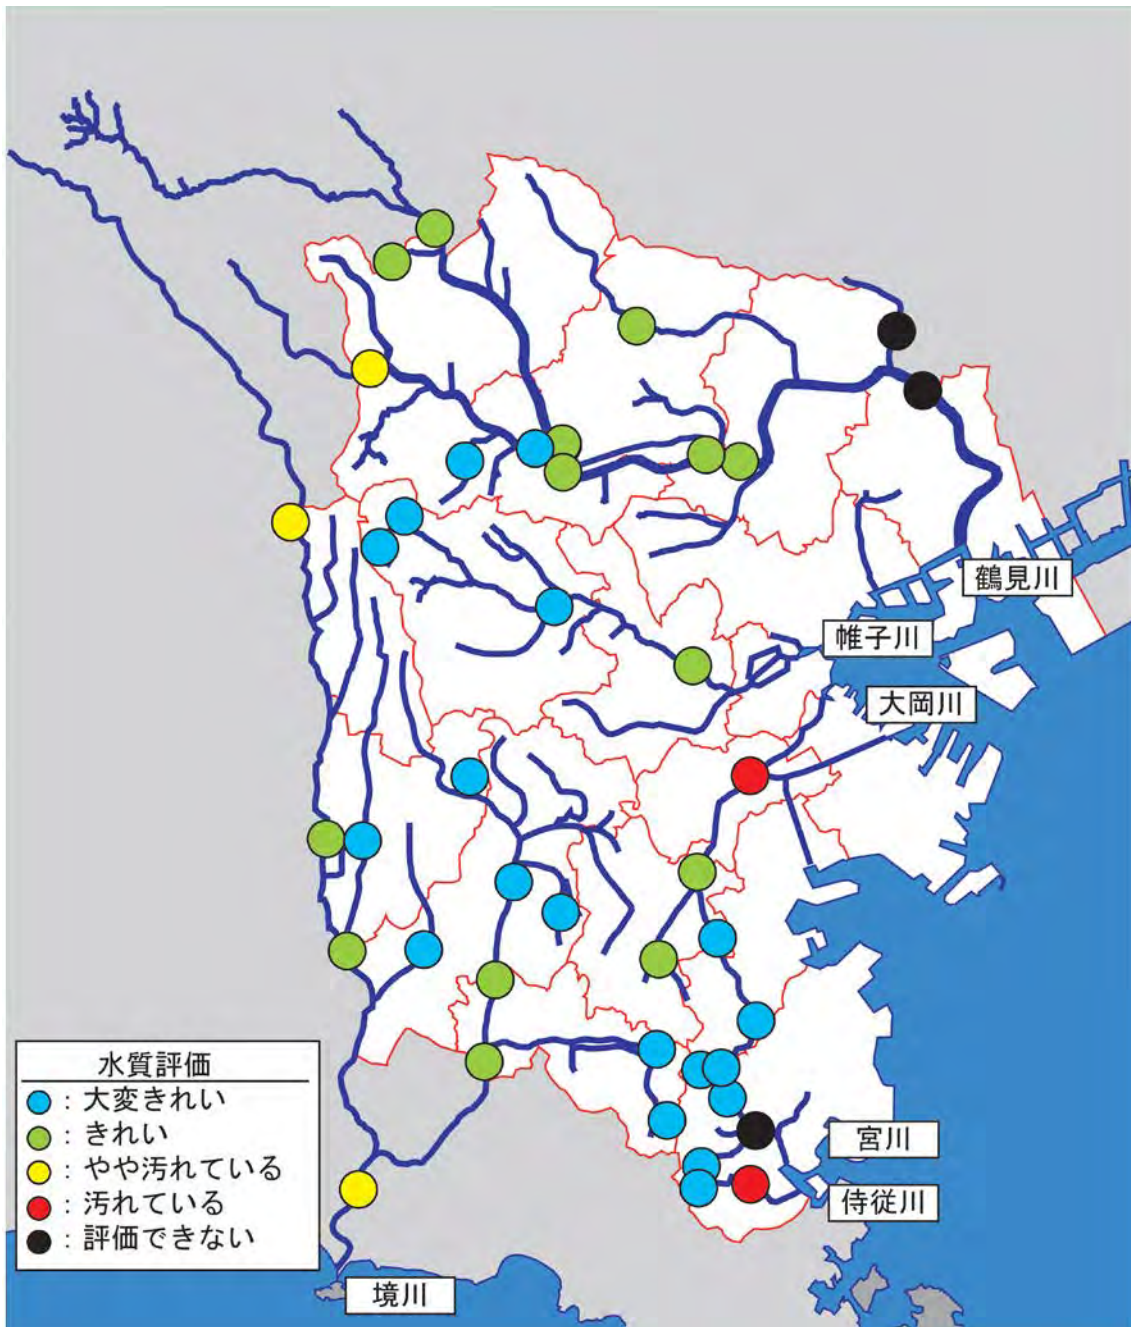 鶴見川
帷子川
大岡川
水質評価
：大変きれい
：きれい
：やや汚れている
：汚れている
：評価できない
宮川
侍従川
境川